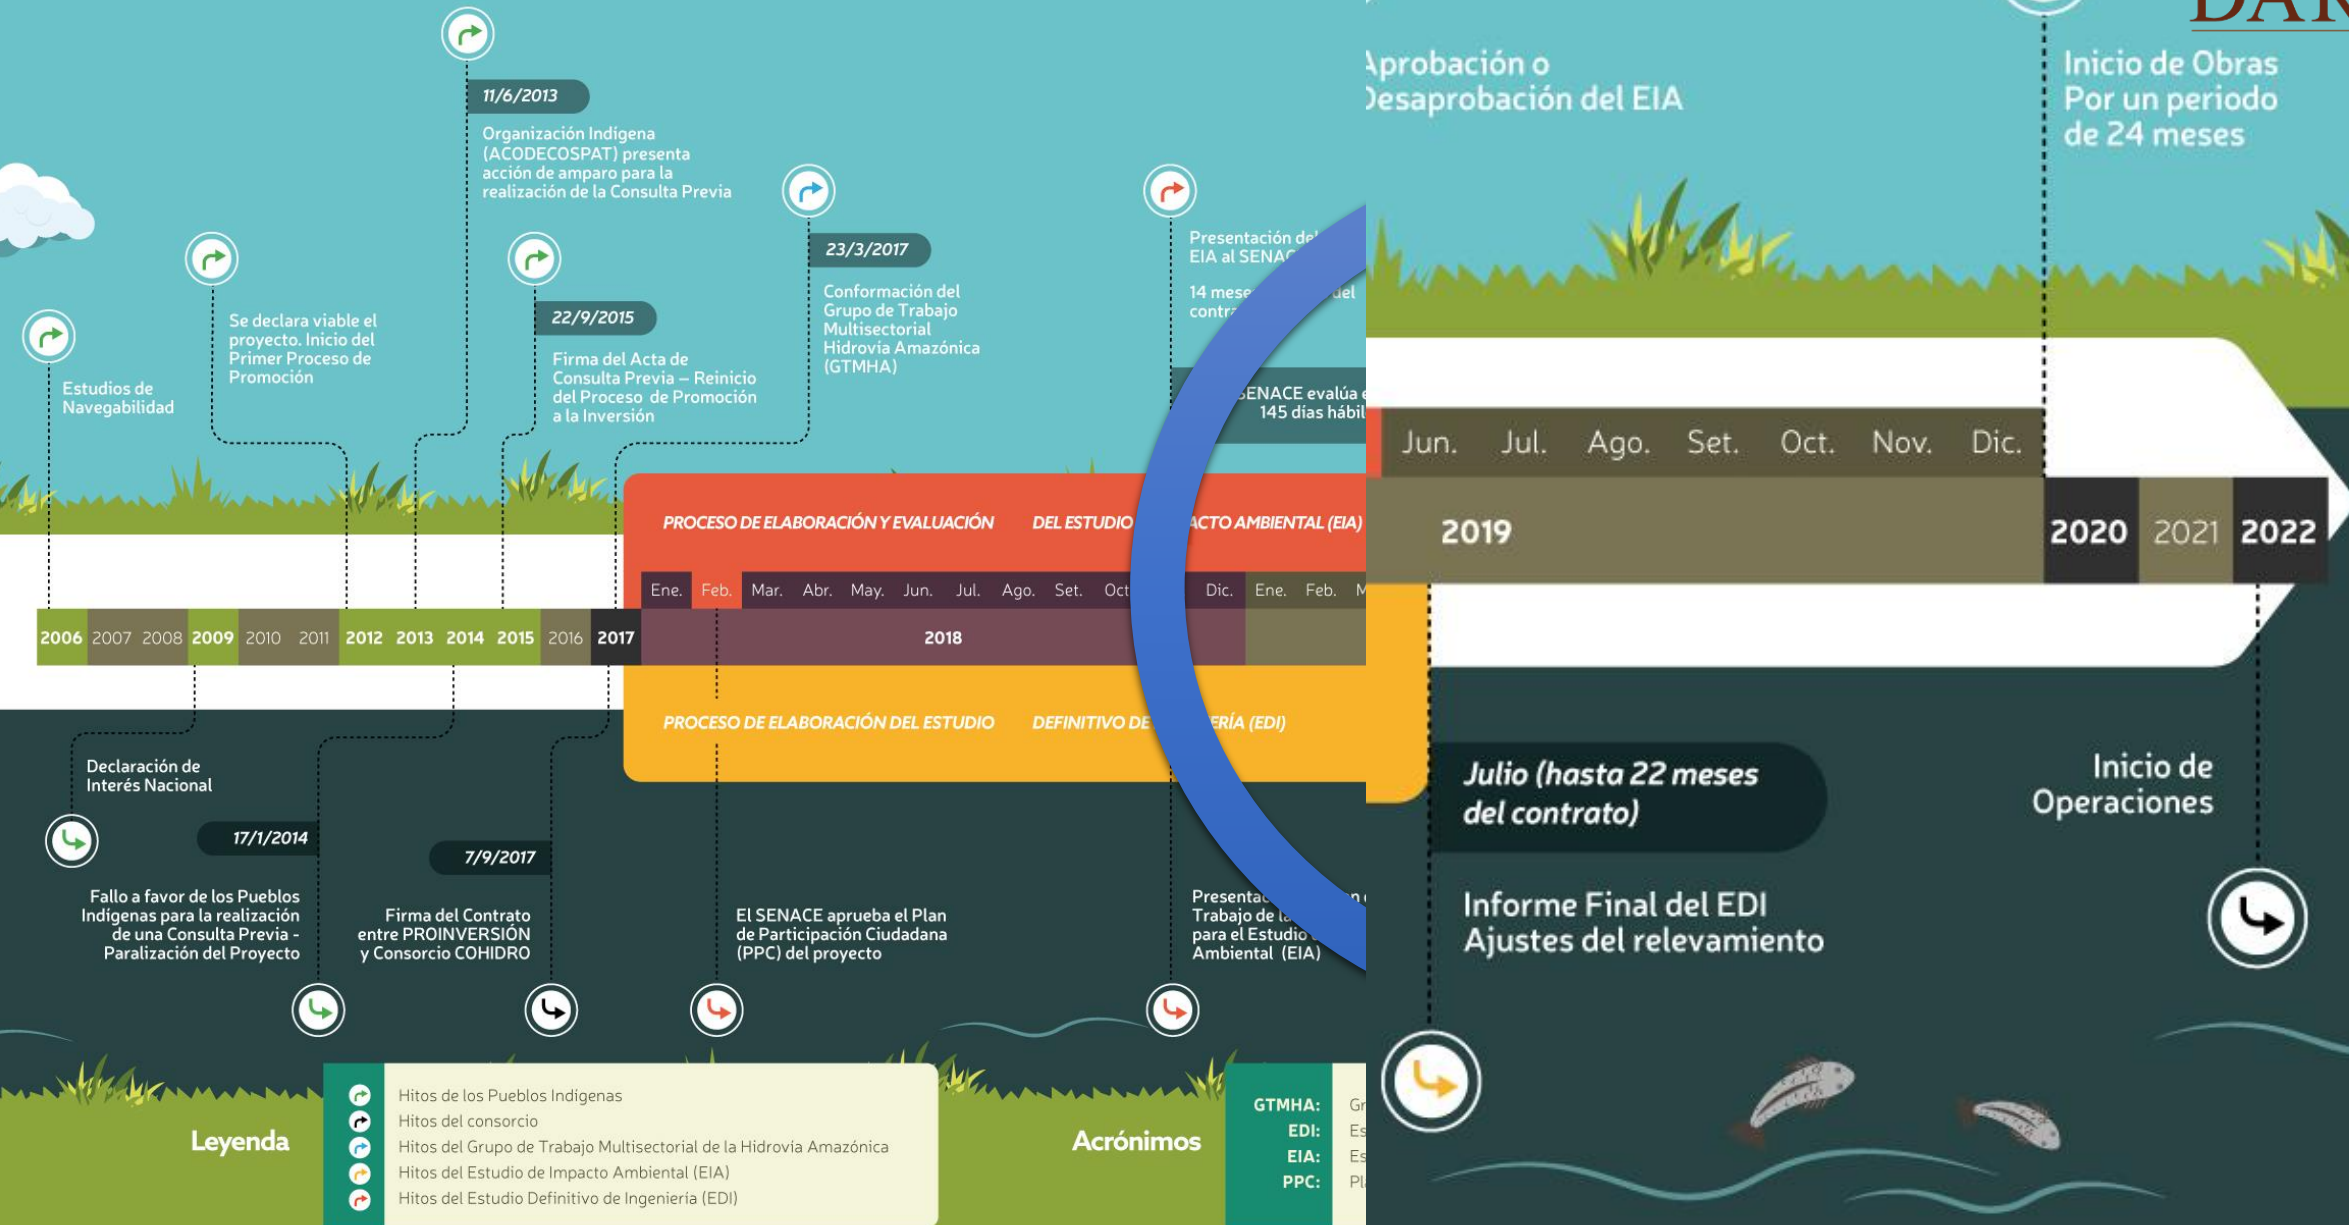 11/6/2013
Organización Indígena
(ACODECOSPAT) presenta
acción de amparo para la
realización de la Consulta Previa
23/3/2017
Conformación del
Grupo de Trabajo
Multisectorial
Hidrovía Amazónica
(GTMHA)
Se declara viable el
proyecto. Inicio del
Primer Proceso de
Promoción
22/9/2015
Firma del Acta de
Consulta Previa – Reinicio
del Proceso de Promoción
a la Inversión
Estudios de
Navegabilidad
Presentación del
EIA al SENACE
14 meses del
SENACE evalúa
145 días
PROCESO DE ELABORACIÓN Y EVALUACIÓN DEL ESTUDIO AMBIENTAL (EIA)
Ene. Feb. Mar. Abr. May. Jun. Jul. Ago. Set. Oct Dic. Ene. Feb. M
2006 2007 2008 2009 2010 2011 2012 2013 2014 2015 2016 2017 2018
PROCESO DE ELABORACIÓN DEL ESTUDIO DEFINITIVO DE (EDI)
Declaración de
Interés Nacional
17/1/2014
Fallo a favor de los Pueblos
Indígenas para la realización
de una Consulta Previa -
Paralización del Proyecto
7/9/2017
Firma del Contrato
entre PROINVERSIÓN
y Consorcio COHIDRO
El SENACE aprueba el Plan
de Participación Ciudadana
(PPC) del proyecto
Trabajo de
para el Estudio
Ambiental (EIA)
Leyenda
Hitos de los Pueblos Indígenas
Hitos del consorcio
Hitos del Grupo de Trabajo Multisectorial de la Hidrovía Amazónica
Hitos del Estudio de Impacto Ambiental (EIA)
Hitos del Estudio Definitivo de Ingeniería (EDI)
Acrónimos
GTMHA: Gr
EDI: Es
EIA: Es
PPC: Pl
DAR
Aprobación o
Desaprobación del EIA
Inicio de Obras
Por un periodo
de 24 meses
Jun. Jul. Ago. Set. Oct. Nov. Dic.
2019 2020 2021 2022
Julio (hasta 22 meses
del contrato)
Informe Final del EDI
Ajustes del relevamiento
Inicio de
Operaciones